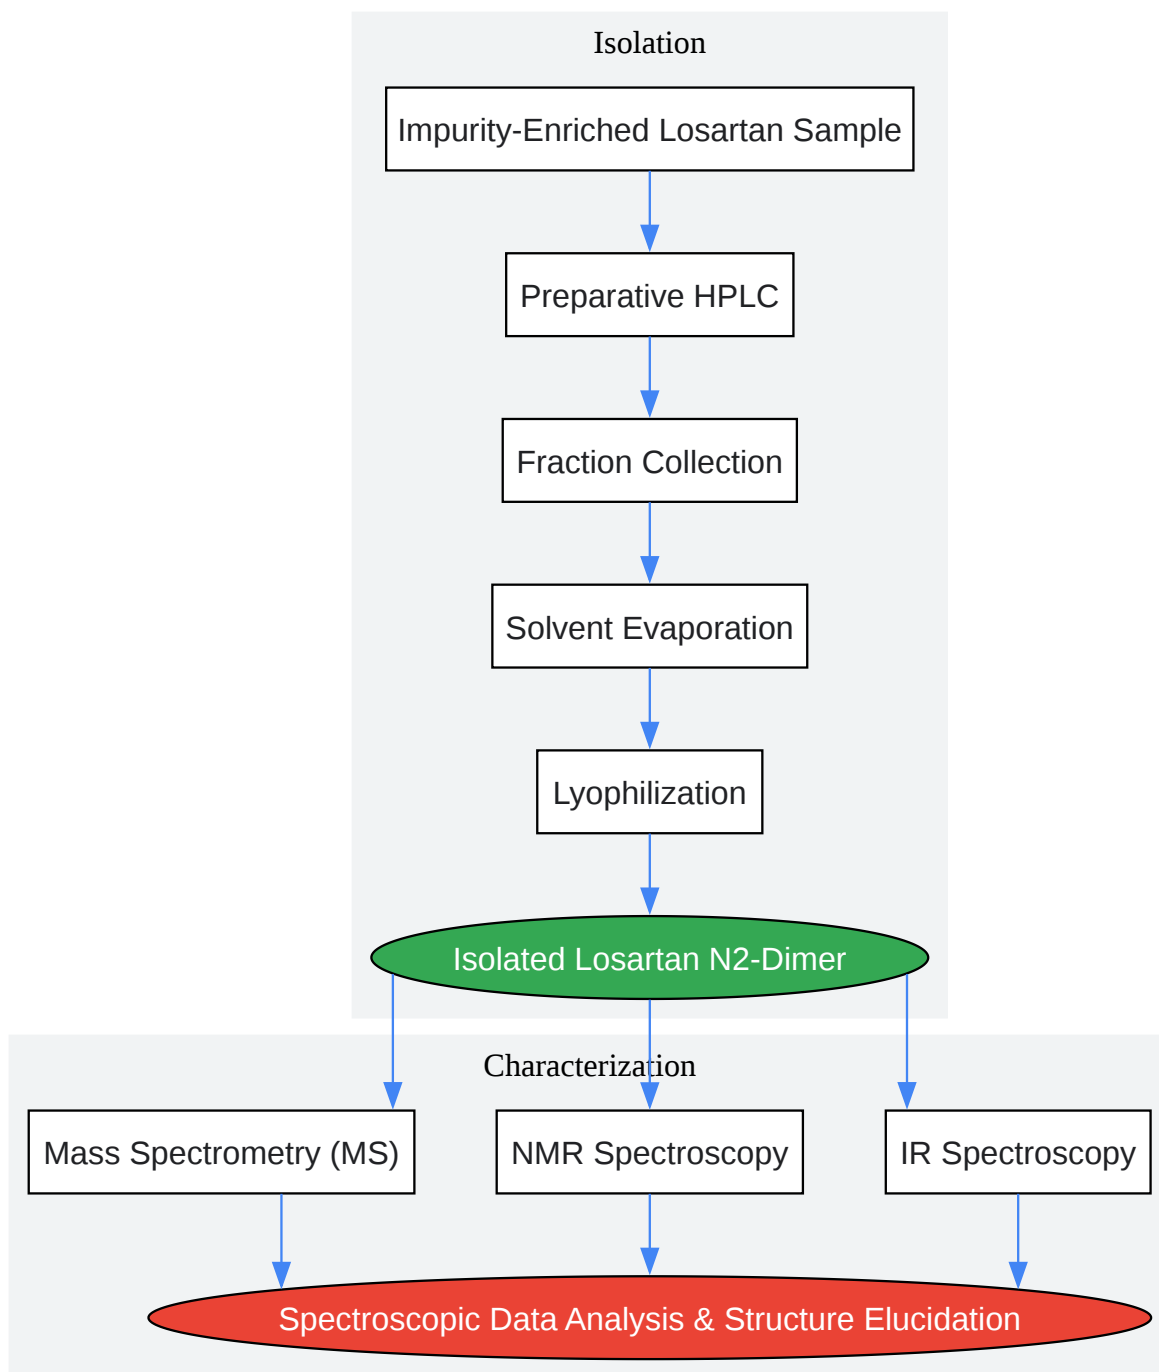 Isolation
Impurity-Enriched Losartan Sample
Preparative HPLC
Fraction Collection
Solvent Evaporation
Lyophilization
Isolated Losartan N2-Dimer
Characterization
Mass Spectrometry (MS)
NMR Spectroscopy
IR Spectroscopy
Spectroscopic Data Analysis & Structure Elucidation